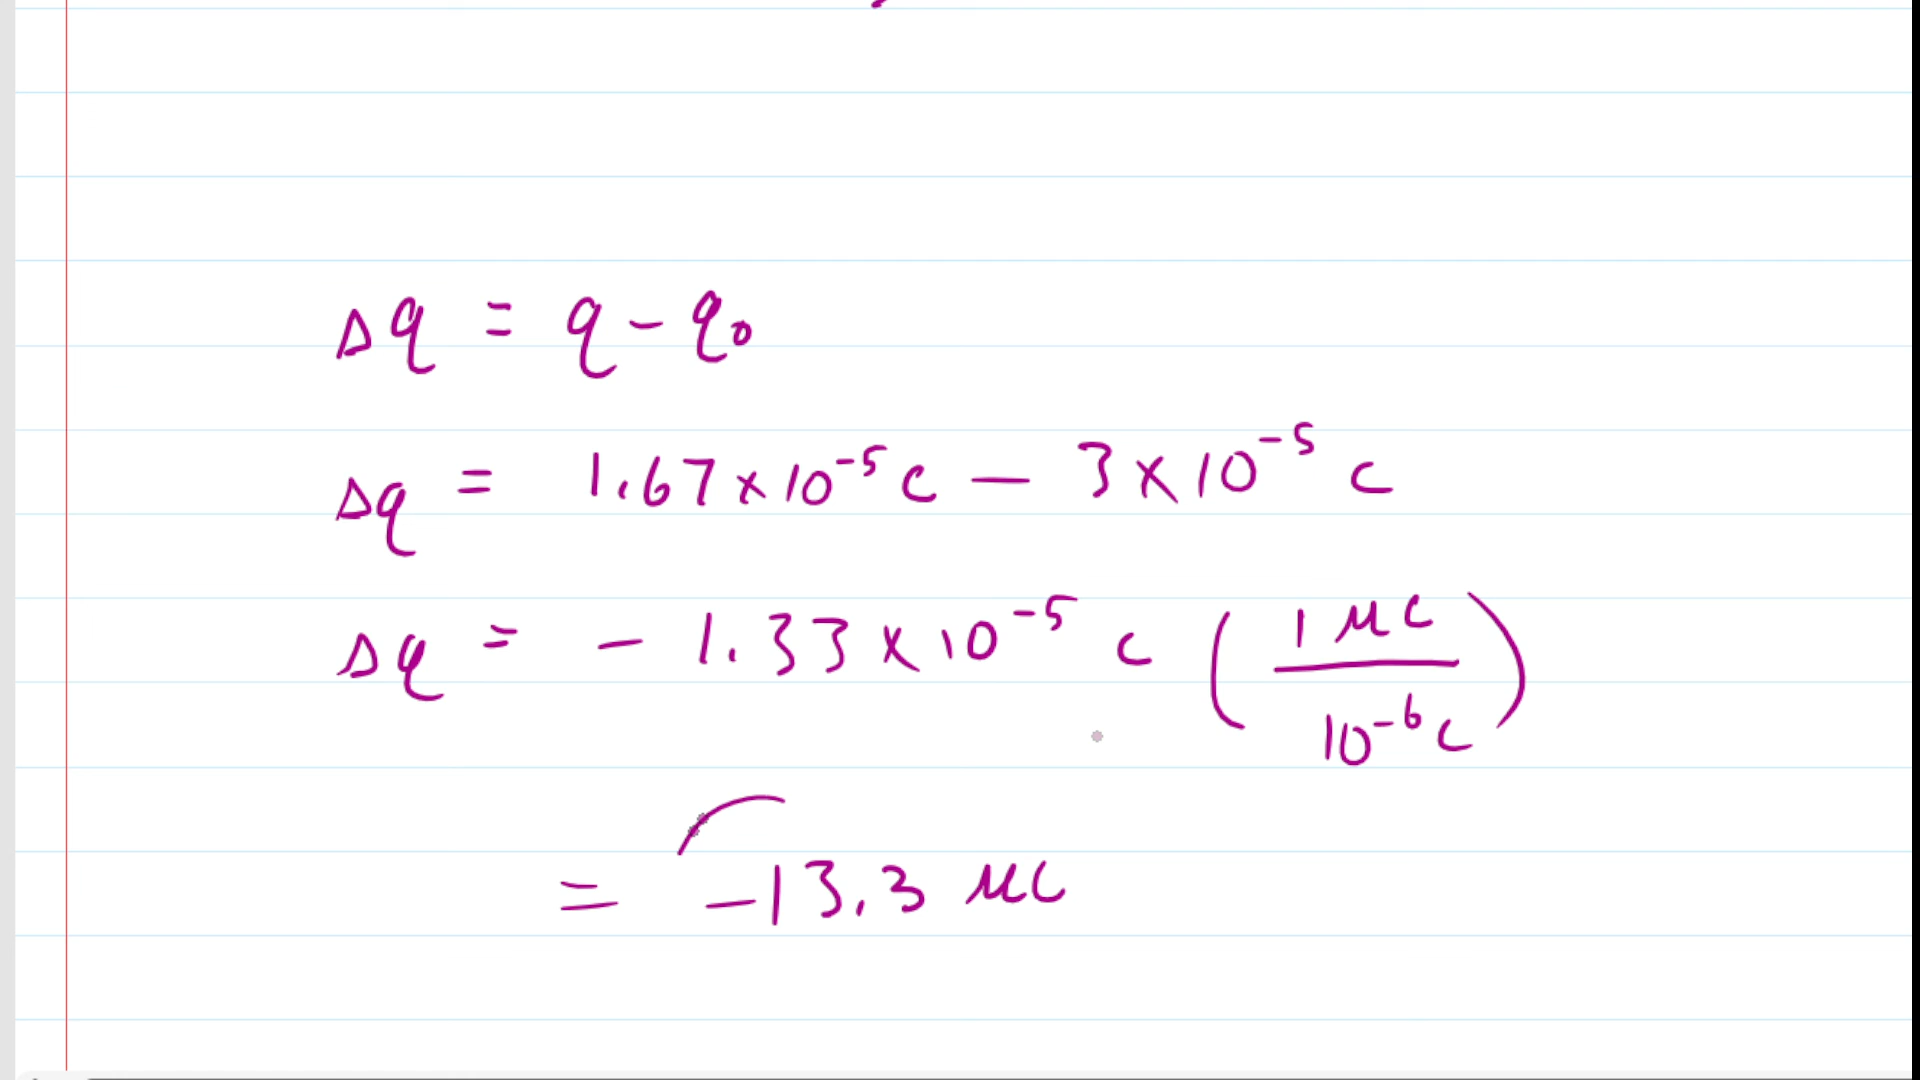 Δq = q - q₀
Δq = 1.67 × 10⁻⁵ C − 3 × 10⁻⁵ C
Δq = − 1.33 × 10⁻⁵ C (1 μC / 10⁻⁶ C)
= −13.3 μC